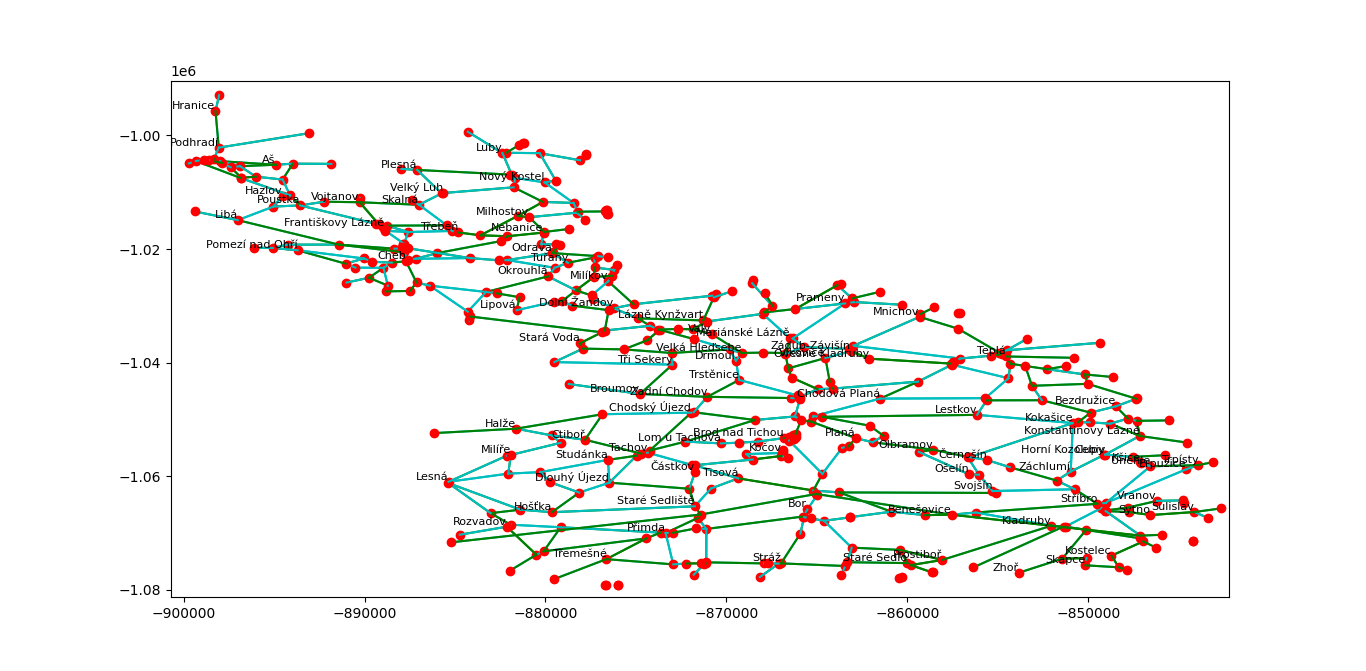 1e6
Hranice
−1.00
Podhradí
Luby
Aš
Plesná
Nový Kostel
Velký Luh
Hazlov
Poustka
Vojtanov
Skalná
Libá
Milhostov
Františkovy Lázně
Třebeň
Nebanice
−1.02
Pomezí nad Ohří
Odrava
Cheb
Tuřany
Okrouhlá
Milíkov
Lipová
Dolní Žandov
Prameny
Lázně Kynžvart
Mnichov
Valy
Mariánské Lázně
Stará Voda
Velká Hleďsebe
Zádub-Závišín
−1.04
Tři Sekery
Drmoul
Ovesné Kladruby
Teplá
Trstěnice
Broumov
Zadní Chodov
Chodová Planá
Chodský Újezd
Bezdružice
Lestkov
Kokašice
Halže
Konstantinovy Lázně
Ctiboř
Brod nad Tichou
Planá
Lom u Tachova
Olbramov
Milíře
Tachov
Kočov
Horní Kozolupy
Studánka
Černošín
Částkov
Ošelín
Záchlumí
−1.06
Lesná
Dlouhý Újezd
Tisová
Svojšín
Staré Sedliště
Stříbro
Vranov
Hošťka
Bor
Benešovice
Sytno
Sulislav
Rozvadov
Přimda
Kladruby
Třemešné
Stráž
Staré Sedlo
Prostiboř
Kostelec
Skapce
Zhoř
−1.08
−900000
−890000
−880000
−870000
−860000
−850000